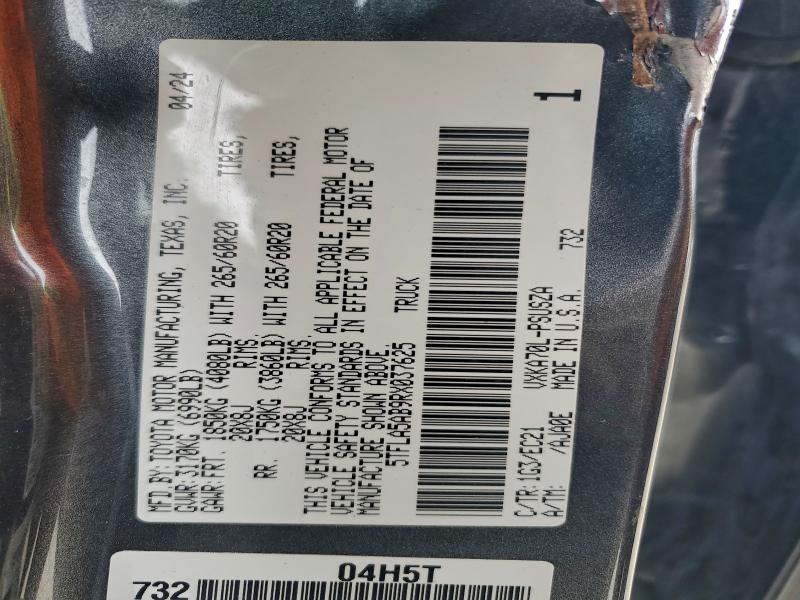 MFD BY: TOYOTA MOTOR MANUFACTURING, TEXAS, INC. 04/24
GVWR: 3170KG (6990LB)
GAWR: FRT. 1850KG (4080LB) WITH 265/60R20 TIRES,
20X8J RIMS.
RR. 1750KG (3860LB) WITH 265/60R20 TIRES,
20X8J RIMS.
THIS VEHICLE CONFORMS TO ALL APPLICABLE FEDERAL MOTOR
VEHICLE SAFETY STANDARDS IN EFFECT ON THE DATE OF
MANUFACTURE SHOWN ABOVE.
5TFLA5AB9RX037625 TRUCK
C/TR: 1G3/EC21 VXKA70L-PSUSZA 732
A/TM: /AJA0E MADE IN U.S.A.
1
04H5T
732